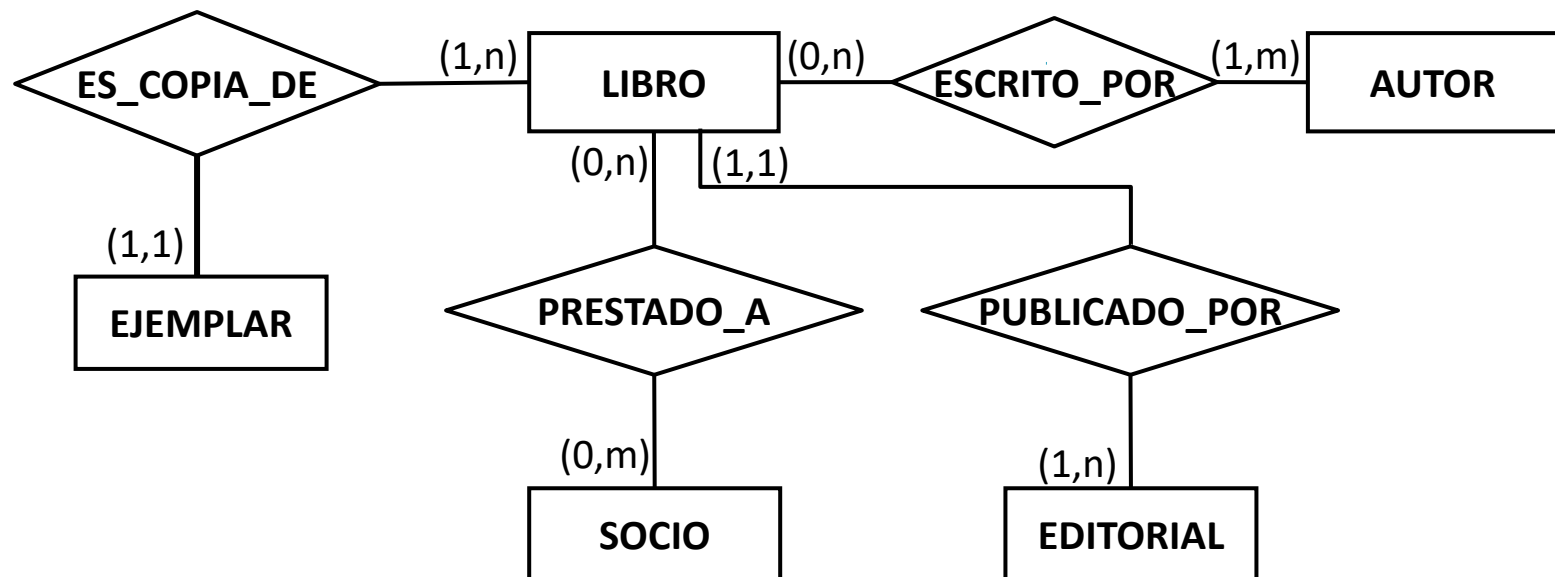 (1,n)
(0,n)
(1,m)
ES_COPIA_DE
LIBRO
ESCRITO_POR
AUTOR
(0,n)
(1,1)
(1,1)
EJEMPLAR
PRESTADO_A
PUBLICADO_POR
(0,m)
(1,n)
SOCIO
EDITORIAL